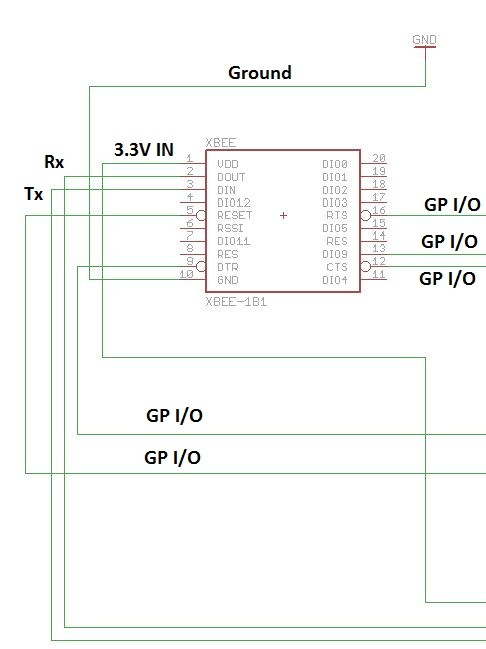 GND
Ground
XBEE
3.3V IN
Rx
Tx
1 VDD DIO0 20
2 DOUT DIO1 19
3 DIN DIO2 18
4 DIO12 DIO3 17
5 RESET RTS 16
6 RSSI DIO5 15
7 DIO11 RES 14
8 RES DIO9 13
9 DTR CTS 12
10 GND DIO4 11
GP I/O
GP I/O
GP I/O
XBEE-1B1
GP I/O
GP I/O